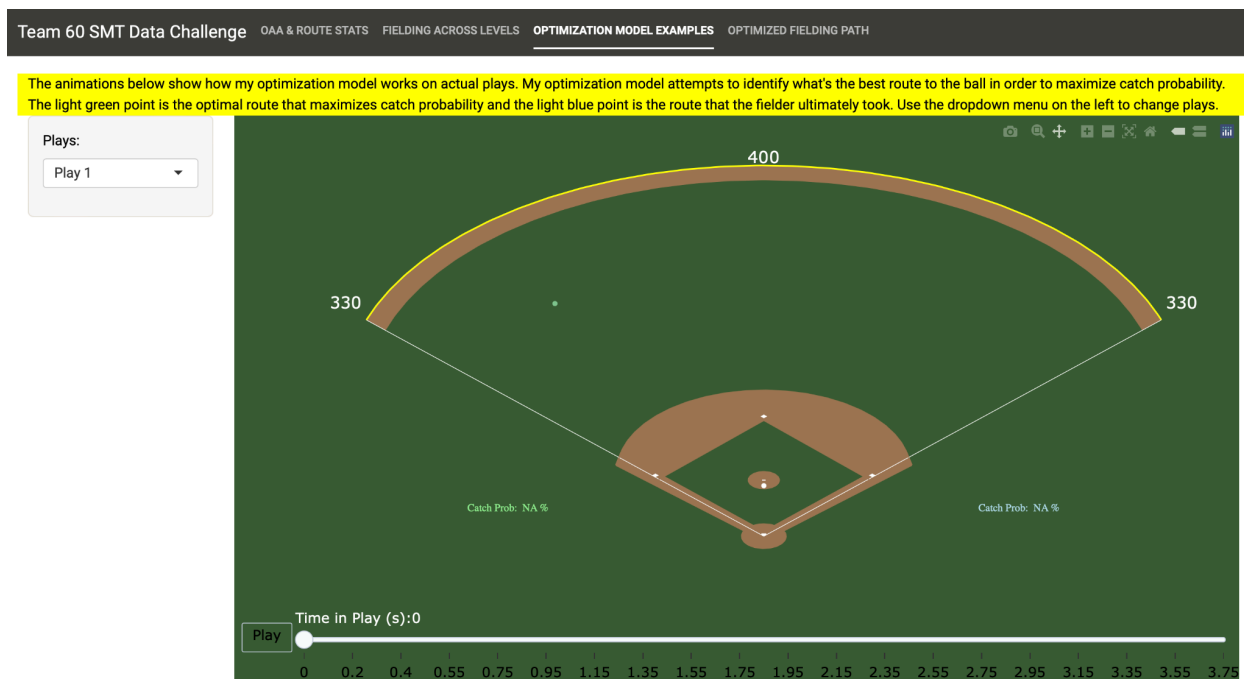 Team 60 SMT Data Challenge OAA & ROUTE STATS FIELDING ACROSS LEVELS OPTIMIZATION MODEL EXAMPLES OPTIMIZED FIELDING PATH
The animations below show how my optimization model works on actual plays. My optimization model attempts to identify what's the best route to the ball in order to maximize catch probability.
The light green point is the optimal route that maximizes catch probability and the light blue point is the route that the fielder ultimately took. Use the dropdown menu on the left to change plays.
Plays:
Play 1
400
330
330
Catch Prob: NA %
Catch Prob: NA %
Time in Play (s):0
Play
0 0.2 0.4 0.55 0.75 0.95 1.15 1.35 1.55 1.75 1.95 2.15 2.35 2.55 2.75 2.95 3.15 3.35 3.55 3.75